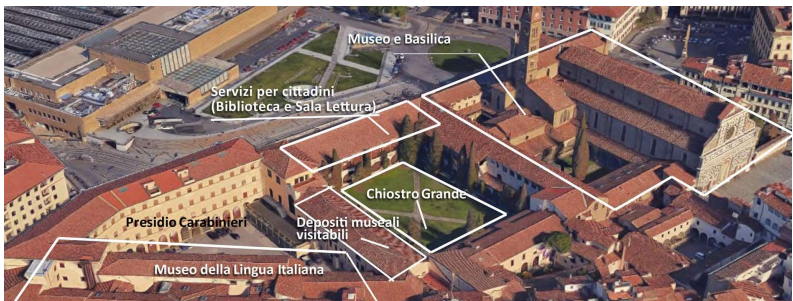 Museo e Basilica
Servizi per cittadini
(Biblioteca e Sala Lettura)
Chiostro Grande
Presidio Carabinieri
Depositi museali
visitabili
Museo della Lingua Italiana